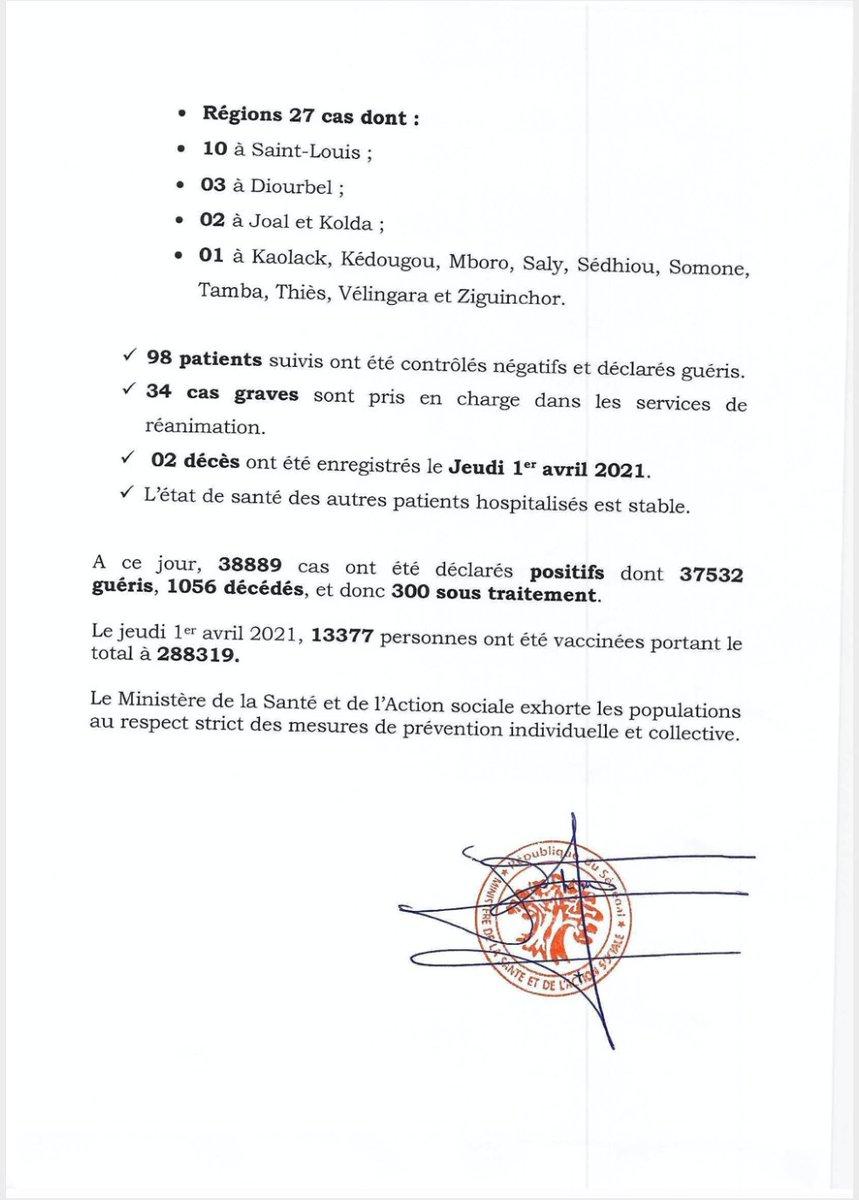 • Régions 27 cas dont :
• 10 à Saint-Louis ;
• 03 à Diourbel ;
• 02 à Joal et Kolda ;
• 01 à Kaolack, Kédougou, Mboro, Saly, Sédhiou, Somone,
Tamba, Thiès, Vélingara et Ziguinchor.
✓ 98 patients suivis ont été contrôlés négatifs et déclarés guéris.
✓ 34 cas graves sont pris en charge dans les services de
réanimation.
✓ 02 décès ont été enregistrés le Jeudi 1er avril 2021.
✓ L'état de santé des autres patients hospitalisés est stable.
A ce jour, 38889 cas ont été déclarés positifs dont 37532
guéris, 1056 décédés, et donc 300 sous traitement.
Le jeudi 1er avril 2021, 13377 personnes ont été vaccinées portant le
total à 288319.
Le Ministère de la Santé et de l'Action sociale exhorte les populations
au respect strict des mesures de prévention individuelle et collective.
République du Sénégal
MINISTERE DE LA SANTE ET DE L'ACTION SOCIALE